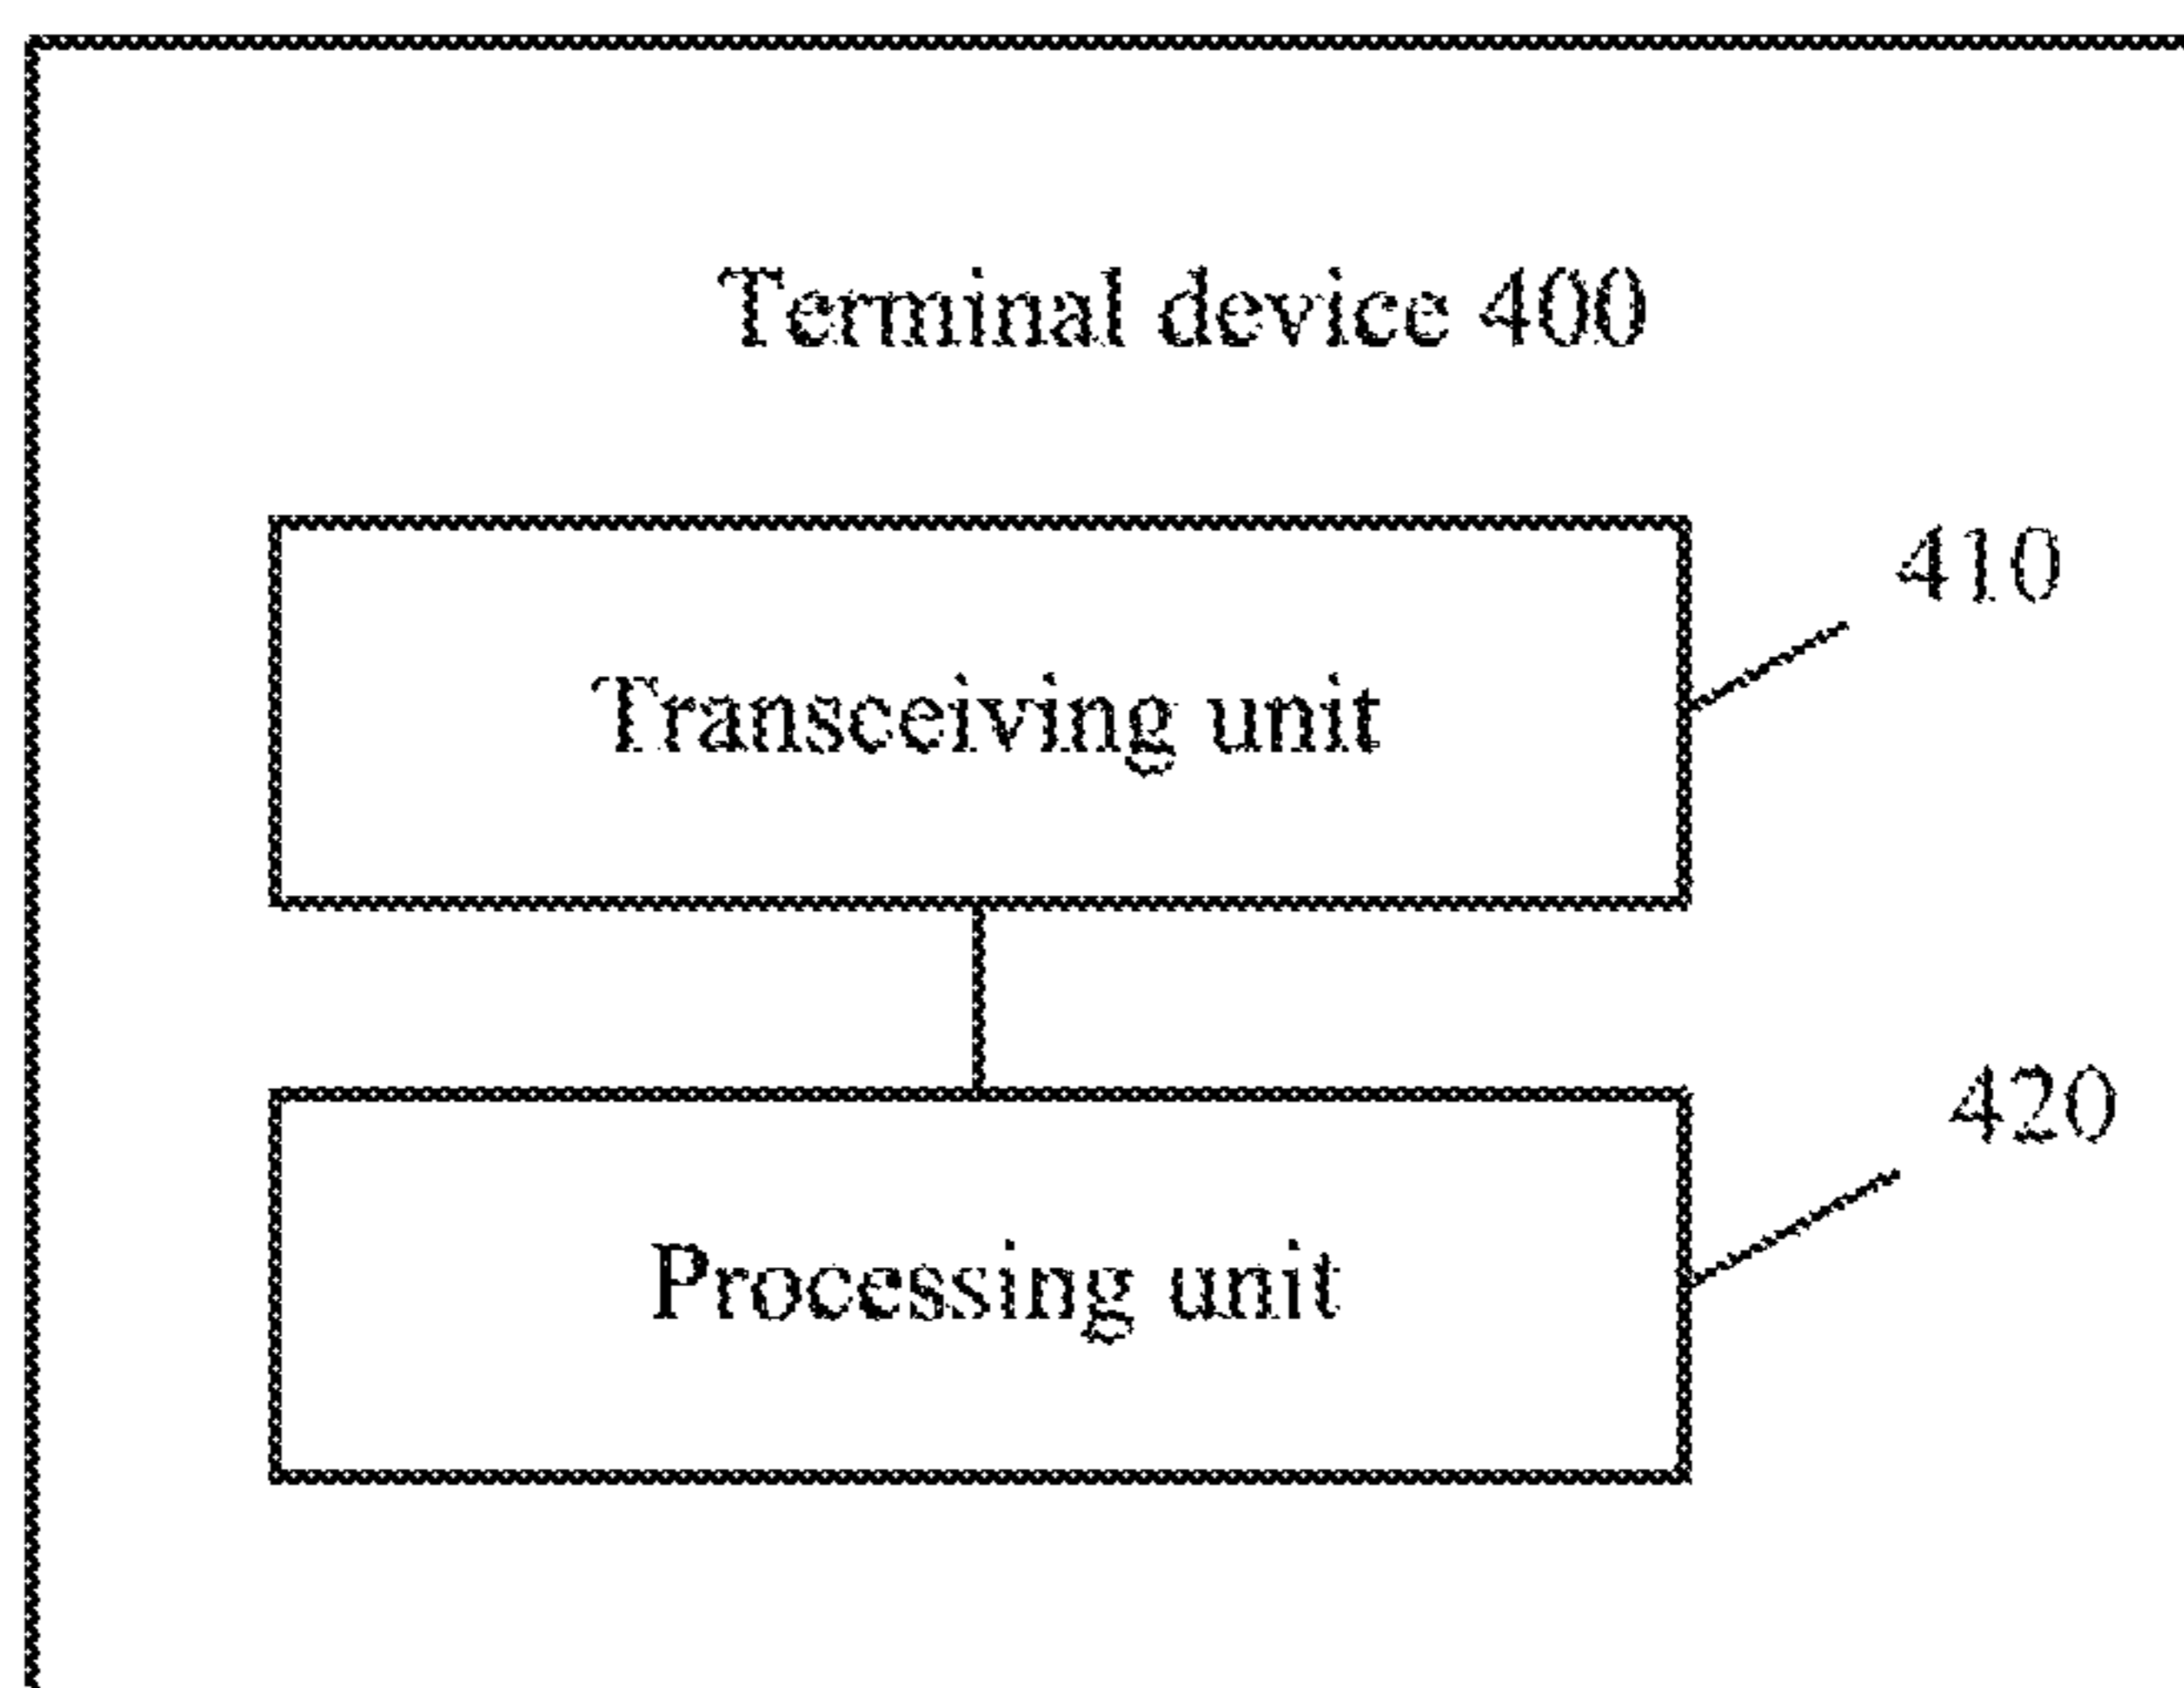 Terminal device 400
410
Transceiving unit
420
Processing unit